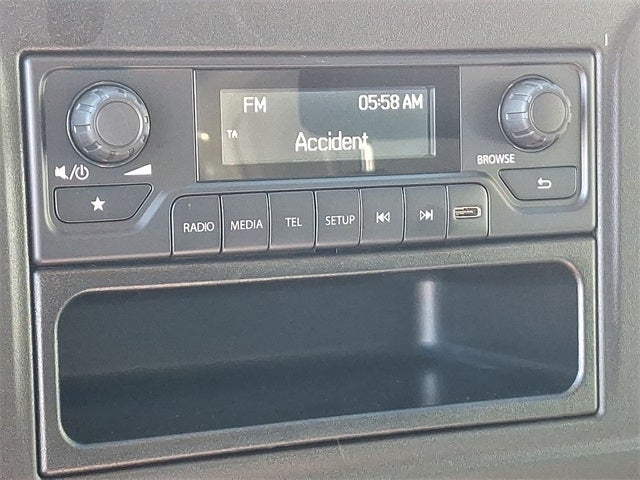 FM 05:58 AM
TA
Accident
BROWSE
RADIO MEDIA TEL SETUP